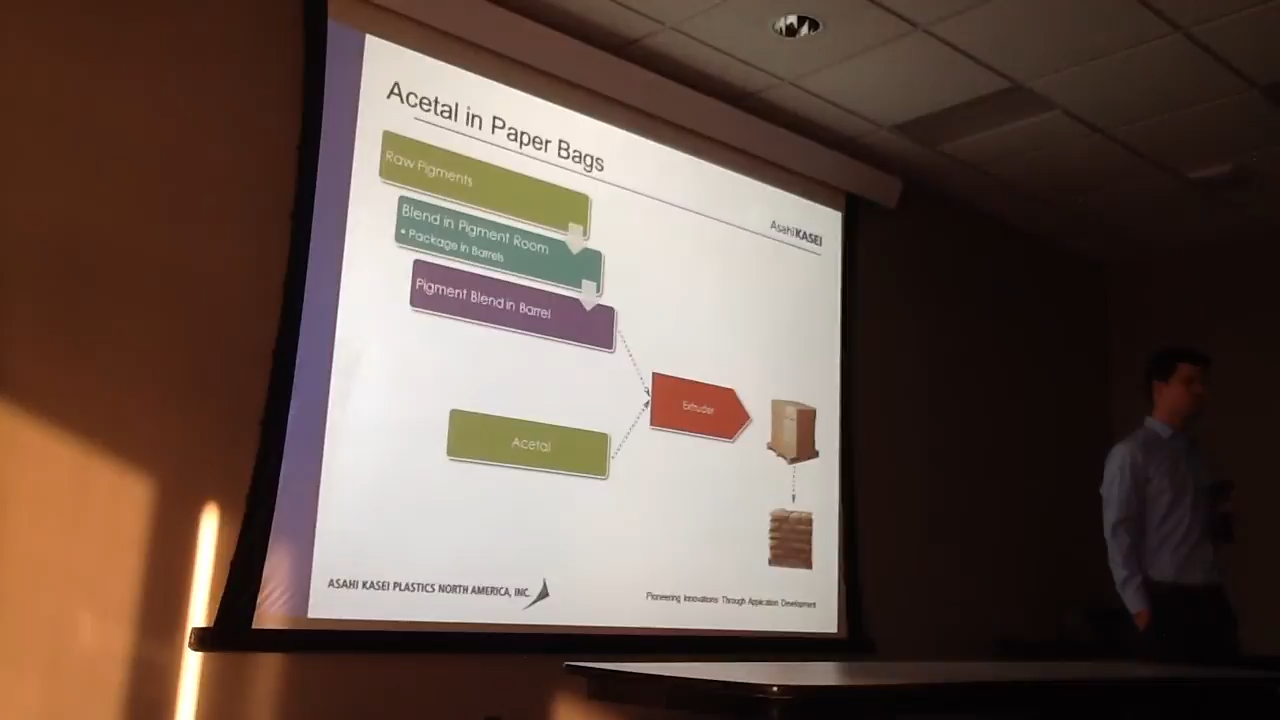 Acetal in Paper Bags
Raw Pigments
AsahiKASEI
Blend in Pigment Room
• Package in Barrels
Pigment Blend in Barrel
Extruder
Acetal
ASAHI KASEI PLASTICS NORTH AMERICA, INC.
Pioneering Innovations Through Application Development